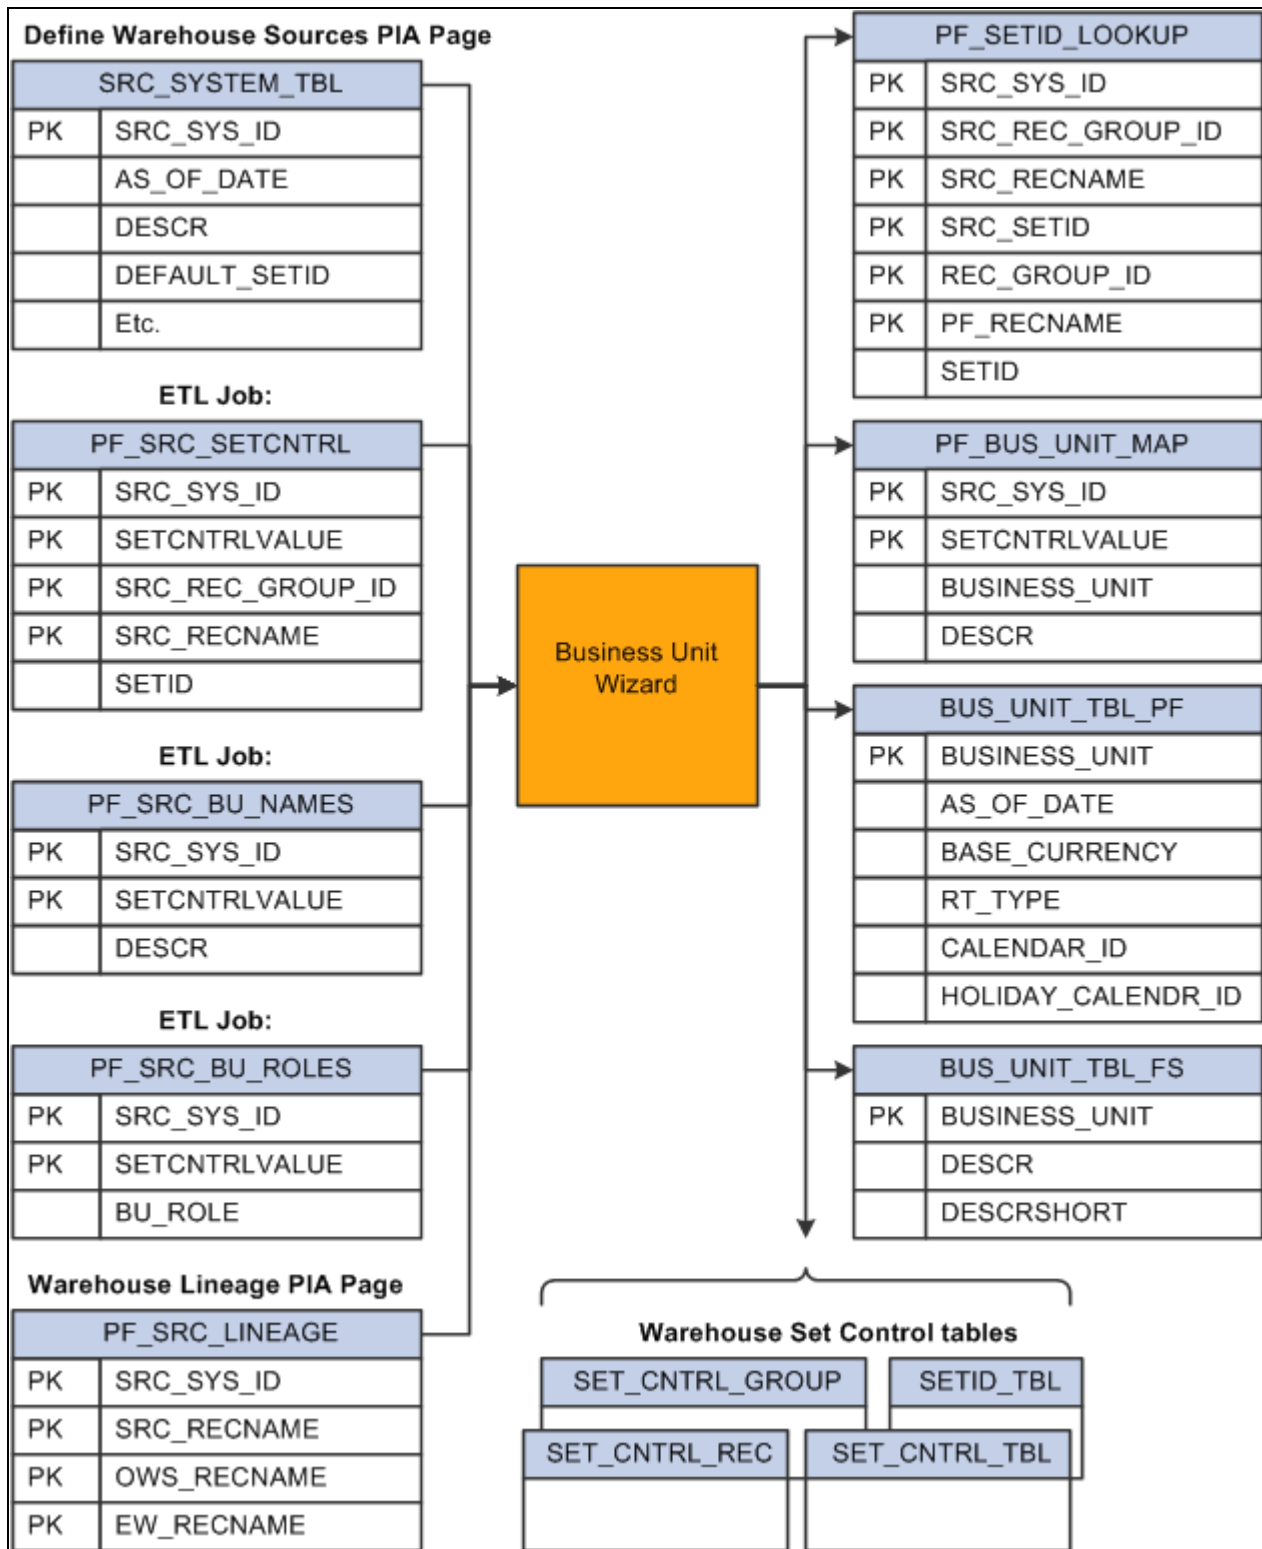 Define Warehouse Sources PIA Page
SRC_SYSTEM_TBL
PK SRC_SYS_ID
AS_OF_DATE
DESCR
DEFAULT_SETID
Etc.
ETL Job:
PF_SRC_SETCNTRL
PK SRC_SYS_ID
PK SETCNTRLVALUE
PK SRC_REC_GROUP_ID
PK SRC_RECNAME
SETID
ETL Job:
PF_SRC_BU_NAMES
PK SRC_SYS_ID
PK SETCNTRLVALUE
DESCR
ETL Job:
PF_SRC_BU_ROLES
PK SRC_SYS_ID
PK SETCNTRLVALUE
BU_ROLE
Warehouse Lineage PIA Page
PF_SRC_LINEAGE
PK SRC_SYS_ID
PK SRC_RECNAME
PK OWS_RECNAME
PK EW_RECNAME
Business Unit
Wizard
PF_SETID_LOOKUP
PK SRC_SYS_ID
PK SRC_REC_GROUP_ID
PK SRC_RECNAME
PK SRC_SETID
PK REC_GROUP_ID
PK PF_RECNAME
SETID
PF_BUS_UNIT_MAP
PK SRC_SYS_ID
PK SETCNTRLVALUE
BUSINESS_UNIT
DESCR
BUS_UNIT_TBL_PF
PK BUSINESS_UNIT
AS_OF_DATE
BASE_CURRENCY
RT_TYPE
CALENDAR_ID
HOLIDAY_CALENDR_ID
BUS_UNIT_TBL_FS
PK BUSINESS_UNIT
DESCR
DESCRSHORT
Warehouse Set Control tables
SET_CNTRL_GROUP
SETID_TBL
SET_CNTRL_REC
SET_CNTRL_TBL